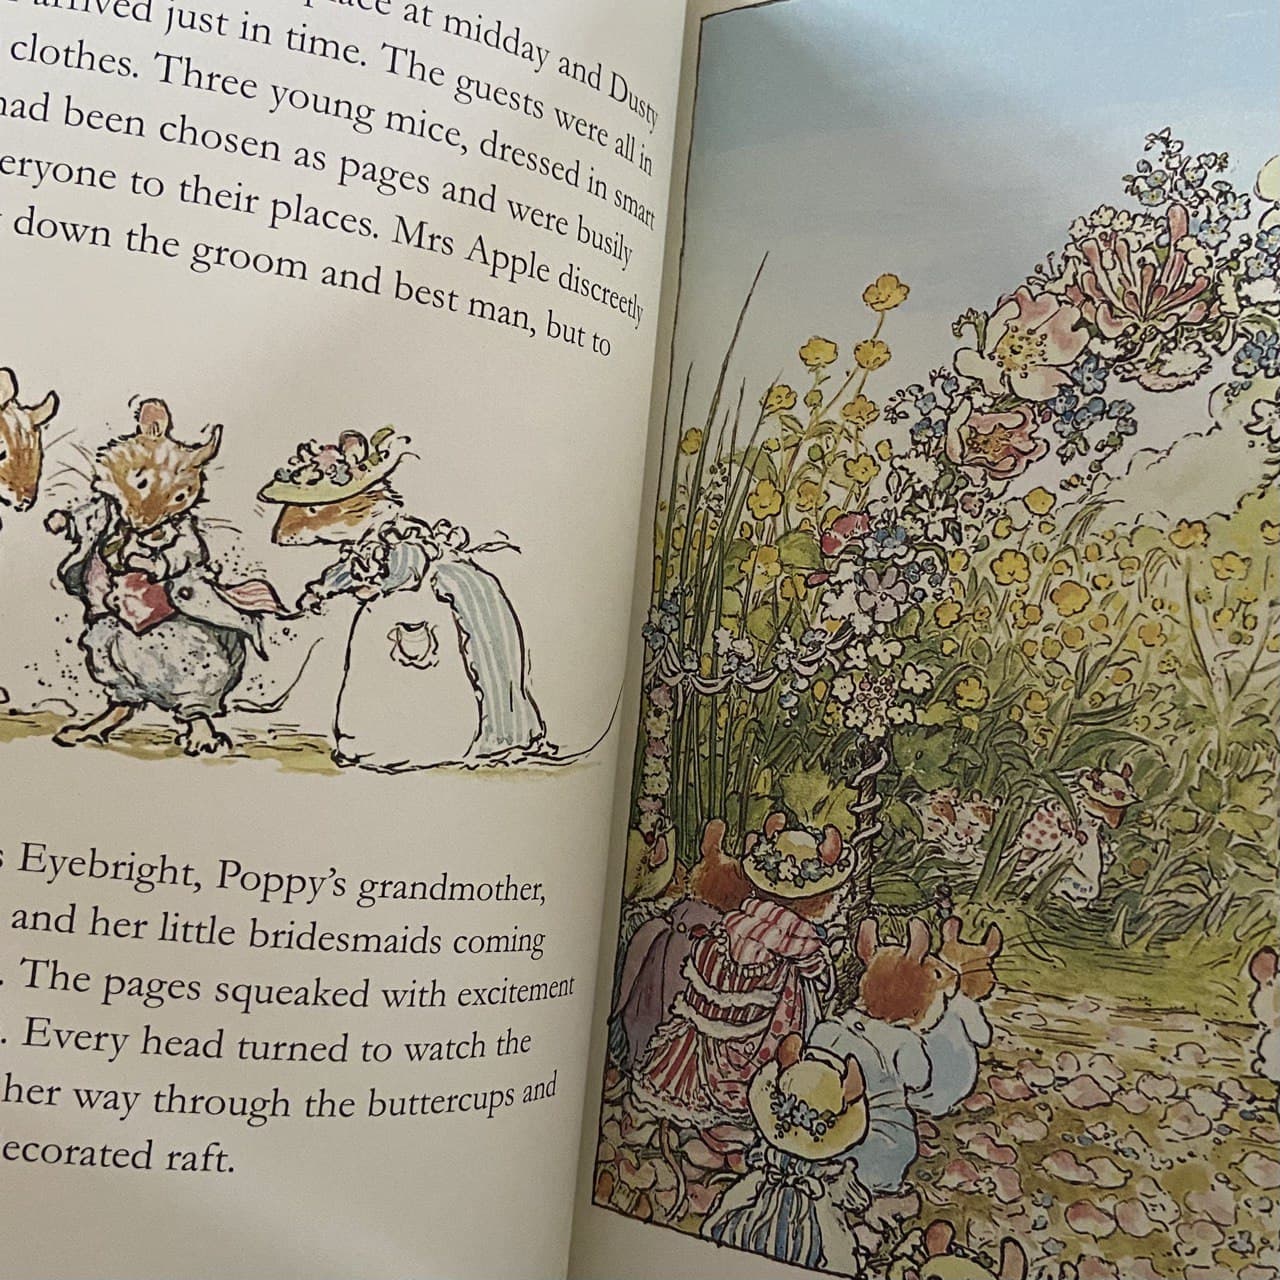 at midday and Dusty
just in time. The guests were all in
clothes. Three young mice, dressed in smart
had been chosen as pages and were busily
eryone to their places. Mrs Apple discreetly
down the groom and best man, but to
Eyebright, Poppy's grandmother,
and her little bridesmaids coming
. The pages squeaked with excitement
. Every head turned to watch the
her way through the buttercups and
ecorated raft.